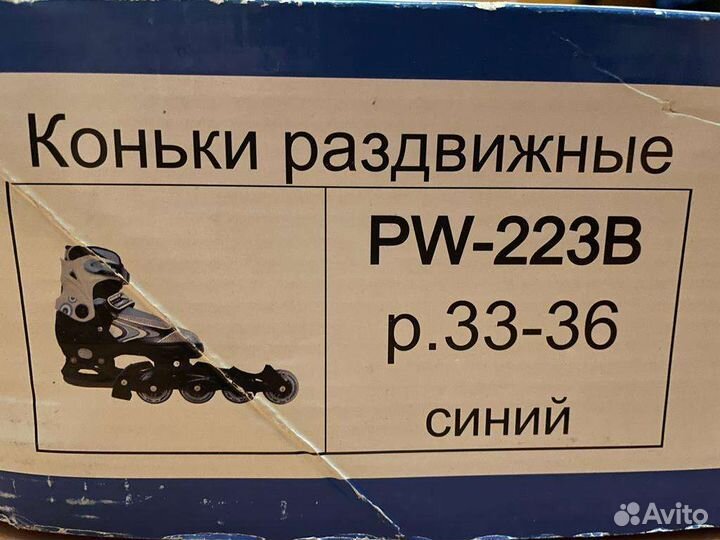 Коньки раздвижные
PW-223B
р.33-36
синий
Avito